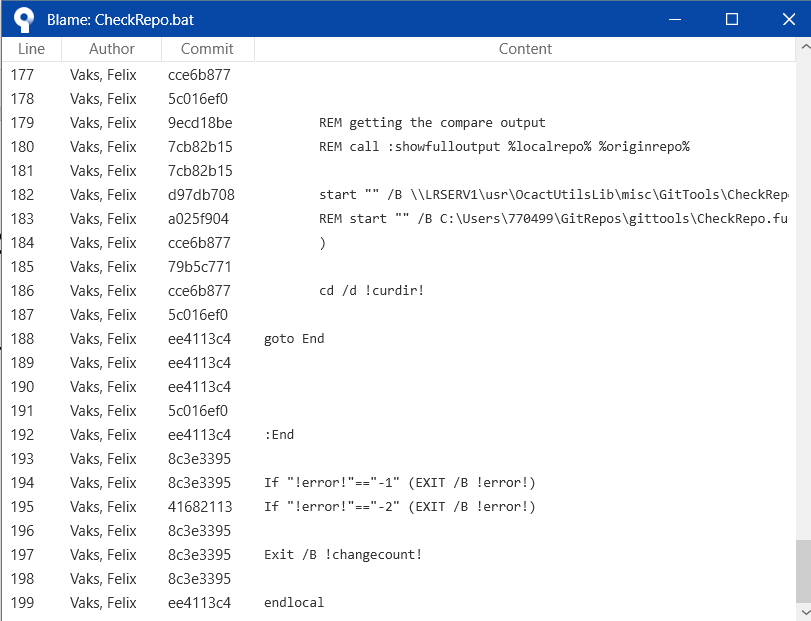 Blame: CheckRepo.bat
Line Author Commit Content
177 Vaks, Felix cce6b877
178 Vaks, Felix 5c016ef0
179 Vaks, Felix 9ecd18be REM getting the compare output
180 Vaks, Felix 7cb82b15 REM call :showfulloutput %localrepo% %originrepo%
181 Vaks, Felix 7cb82b15
182 Vaks, Felix d97db708 start "" /B \\LRSERV1\usr\OcactUtilsLib\misc\GitTools\CheckRep
183 Vaks, Felix a025f904 REM start "" /B C:\Users\770499\GitRepos\gittools\CheckRepo.fu
184 Vaks, Felix cce6b877 )
185 Vaks, Felix 79b5c771
186 Vaks, Felix cce6b877 cd /d !curdir!
187 Vaks, Felix 5c016ef0
188 Vaks, Felix ee4113c4 goto End
189 Vaks, Felix ee4113c4
190 Vaks, Felix ee4113c4
191 Vaks, Felix 5c016ef0
192 Vaks, Felix ee4113c4 :End
193 Vaks, Felix 8c3e3395
194 Vaks, Felix 8c3e3395 If "!error!"=="-1" (EXIT /B !error!)
195 Vaks, Felix 41682113 If "!error!"=="-2" (EXIT /B !error!)
196 Vaks, Felix 8c3e3395
197 Vaks, Felix 8c3e3395 Exit /B !changecount!
198 Vaks, Felix 8c3e3395
199 Vaks, Felix ee4113c4 endlocal